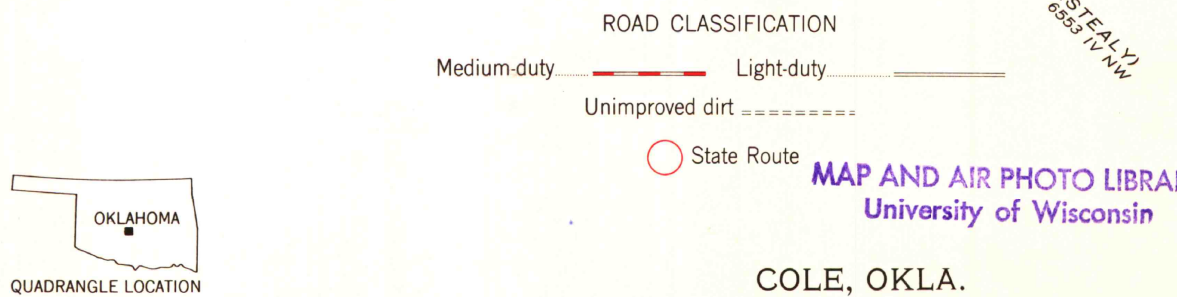 ROAD CLASSIFICATION
STEALY)
6553 IV NW
Medium-duty Light-duty
Unimproved dirt
State Route
MAP AND AIR PHOTO
University of Wisconsin
OKLAHOMA
QUADRANGLE LOCATION
COLE, OKLA.